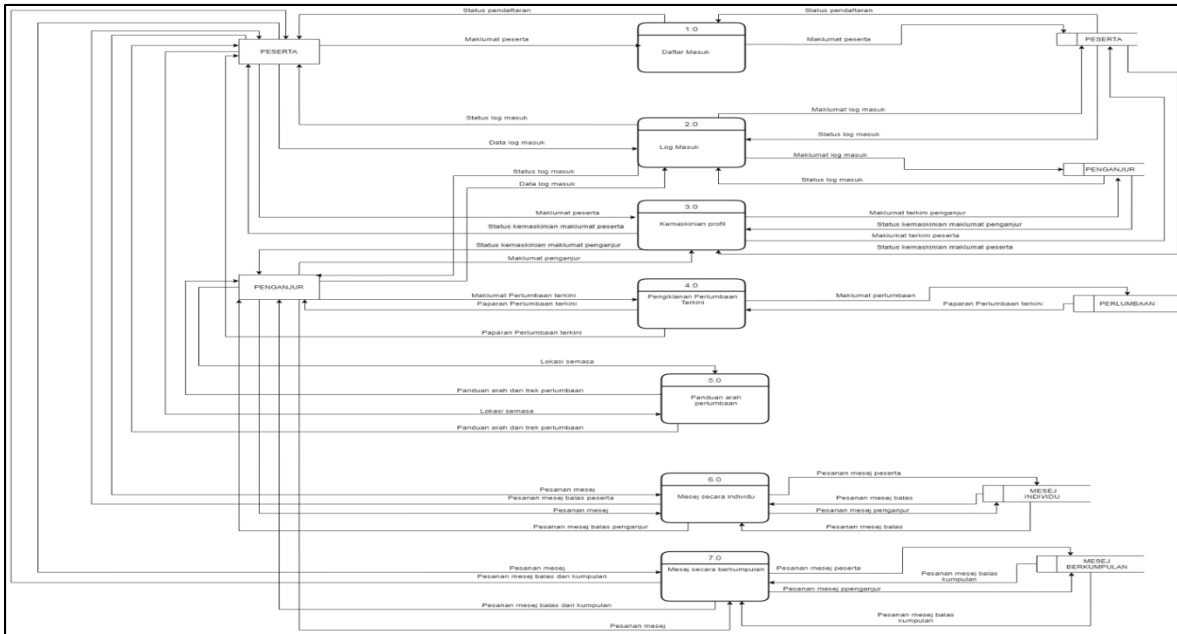 Status pendaftaran
Status pendaftaran
1.0
Daftar Masuk
PESERTA
Maklumat peserta
Maklumat peserta
PESERTA
Status log masuk
Maklumat log masuk
2.0
Log Masuk
Data log masuk
Status log masuk
Maklumat log masuk
Status log masuk
Data log masuk
Status log masuk
PENGANJUR
3.0
Kemaskinian profil
Maklumat peserta
Status kemaskinian maklumat peserta
Status kemaskinian maklumat penganjur
Maklumat penganjur
Maklumat terkini penganjur
Status kemaskinian maklumat penganjur
Maklumat terkini peserta
Status kemaskinian maklumat peserta
PENGANJUR
4.0
Pengiklanan Perlumbaan
Terkini
Maklumat Perlumbaan terkini
Paparan Perlumbaan terkini
Maklumat perlumbaan
Paparan Perlumbaan terkini
PERLUMBAAN
Paparan Perlumbaan terkini
Lokasi semasa
5.0
Panduan arah
perlumbaan
Panduan arah dan trek perlumbaan
Lokasi semasa
Panduan arah dan trek perlumbaan
6.0
Mesej secara individu
Pesanan mesej
Pesanan mesej balas peserta
Pesanan mesej
Pesanan mesej balas penganjur
Pesanan mesej peserta
Pesanan mesej balas
Pesanan mesej penganjur
Pesanan mesej balas
MESEJ
INDIVIDU
7.0
Mesej secara berkumpulan
Pesanan mesej
Pesanan mesej balas dari kumpulan
Pesanan mesej balas dari kumpulan
Pesanan mesej
Pesanan mesej peserta
Pesanan mesej balas
kumpulan
Pesanan mesej ppenganjur
Pesanan mesej balas
kumpulan
MESEJ
BERKUMPULAN